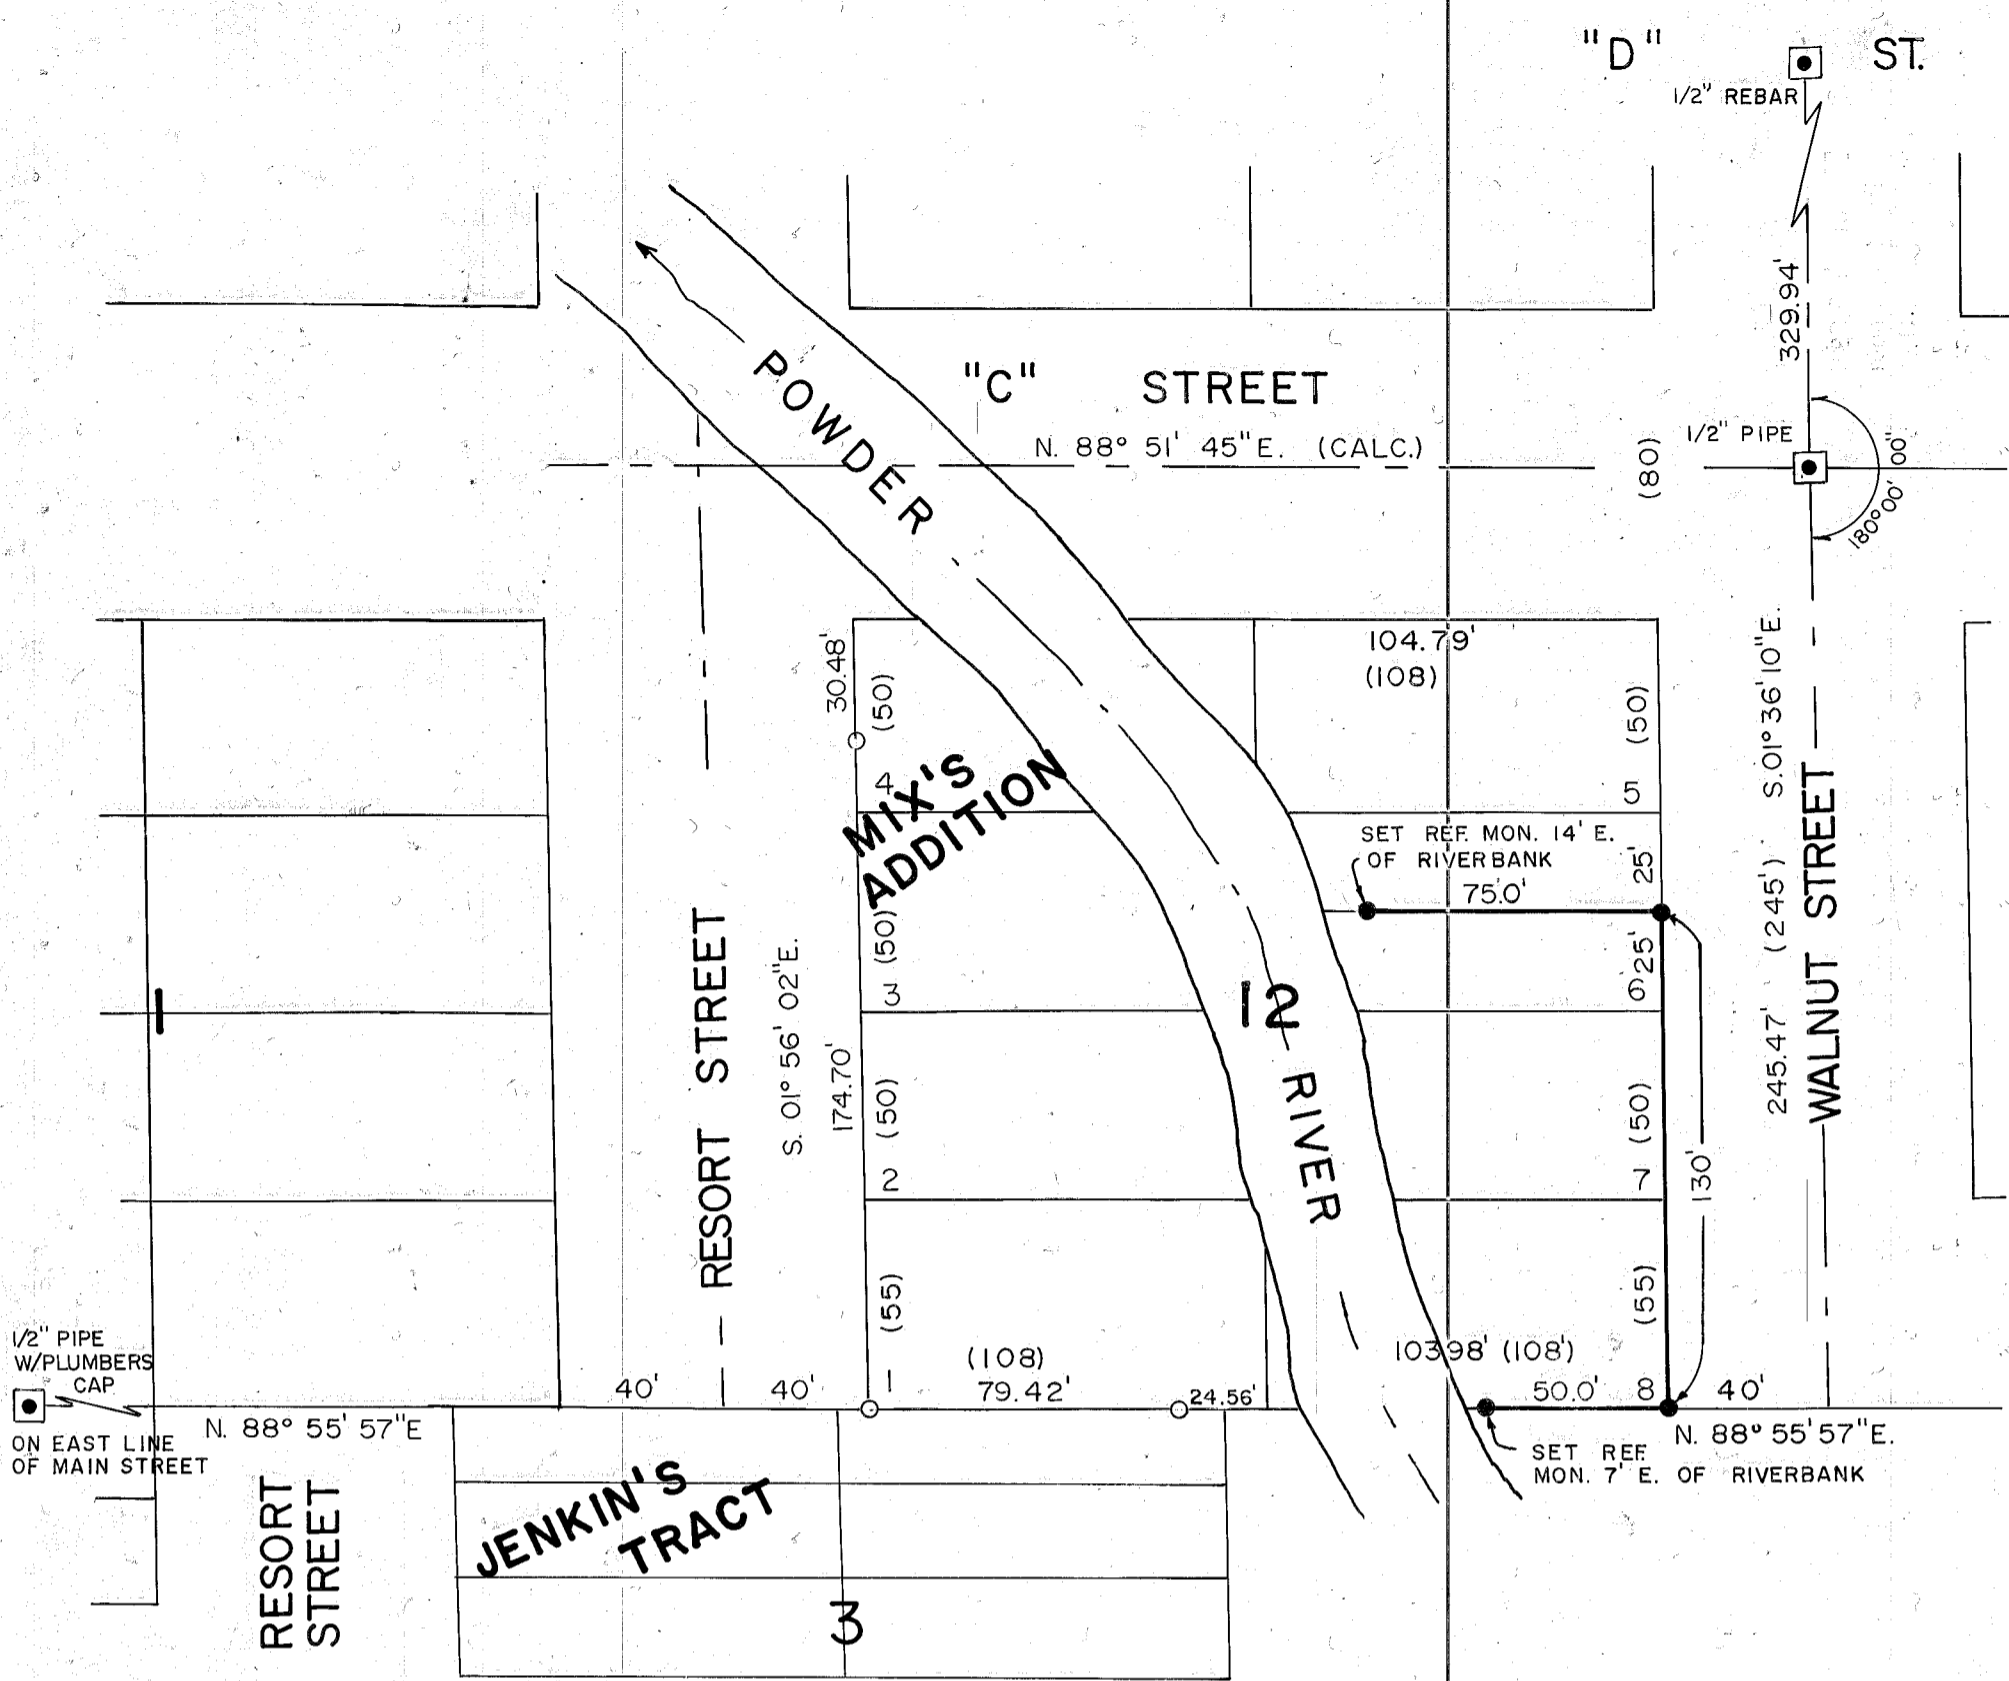 "D" ST.
1/2" REBAR
329.94'
"C" STREET
N. 88° 51' 45"E. (CALC.)
(80)
1/2" PIPE
180°00' 00"
POWDER
RIVER
104.79'
(108)
30.48'
(50)
4
MIX'S
ADDITION
(50)
5
SET REF. MON. 14' E.
OF RIVERBANK
75.0'
25'
25'
6
S.01°36'10"E.
245.47' (245')
WALNUT STREET
RESORT STREET
S. 01° 56' 02"E.
174.70'
(50)
3
12
1
(50)
2
(50)
7
130'
(55)
(55)
1/2" PIPE
W/PLUMBERS
CAP
ON EAST LINE
OF MAIN STREET
N. 88° 55' 57"E
40'
40'
1
(108)
79.42'
24.56'
103.98' (108')
50.0'
8
40'
N. 88° 55' 57"E.
SET REF.
MON. 7' E. OF RIVERBANK
RESORT
STREET
JENKIN'S
TRACT
3